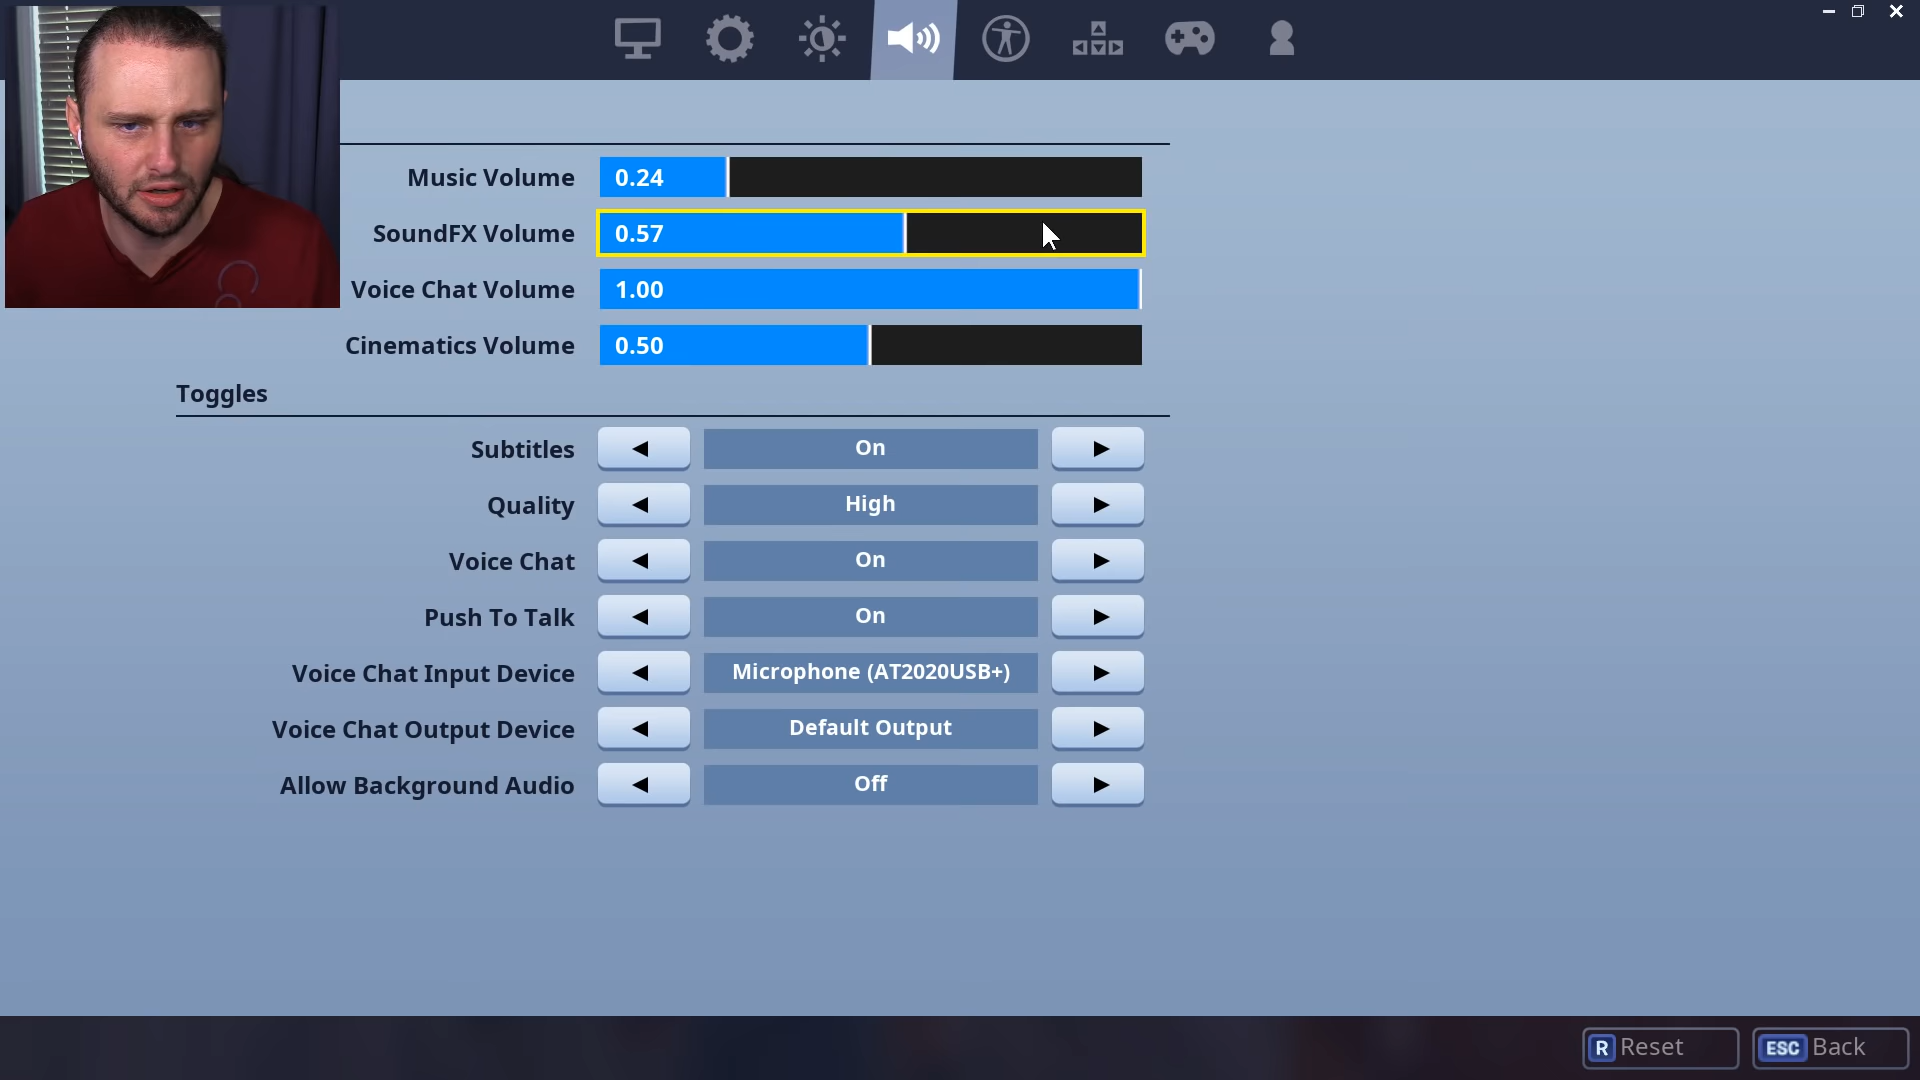 Music Volume 0.24
SoundFX Volume 0.57
Voice Chat Volume 1.00
Cinematics Volume 0.50
Toggles
Subtitles On
Quality High
Voice Chat On
Push To Talk On
Voice Chat Input Device Microphone (AT2020USB+)
Voice Chat Output Device Default Output
Allow Background Audio Off
R Reset ESC Back